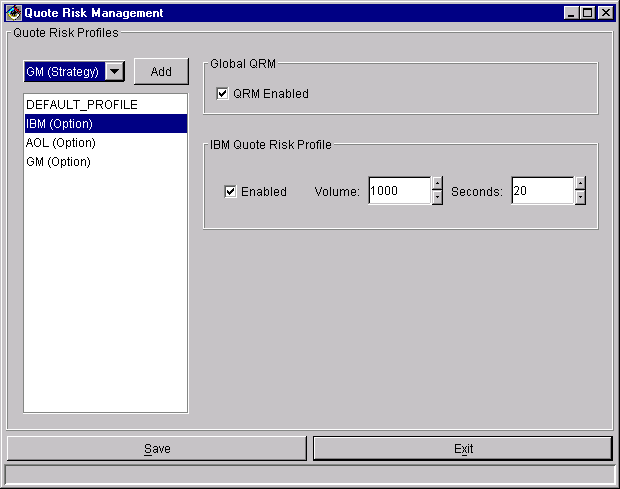 Quote Risk Management
Quote Risk Profiles
GM (Strategy) Add
DEFAULT_PROFILE
IBM (Option)
AOL (Option)
GM (Option)
Global QRM
QRM Enabled
IBM Quote Risk Profile
Enabled Volume: 1000 Seconds: 20
Save Exit